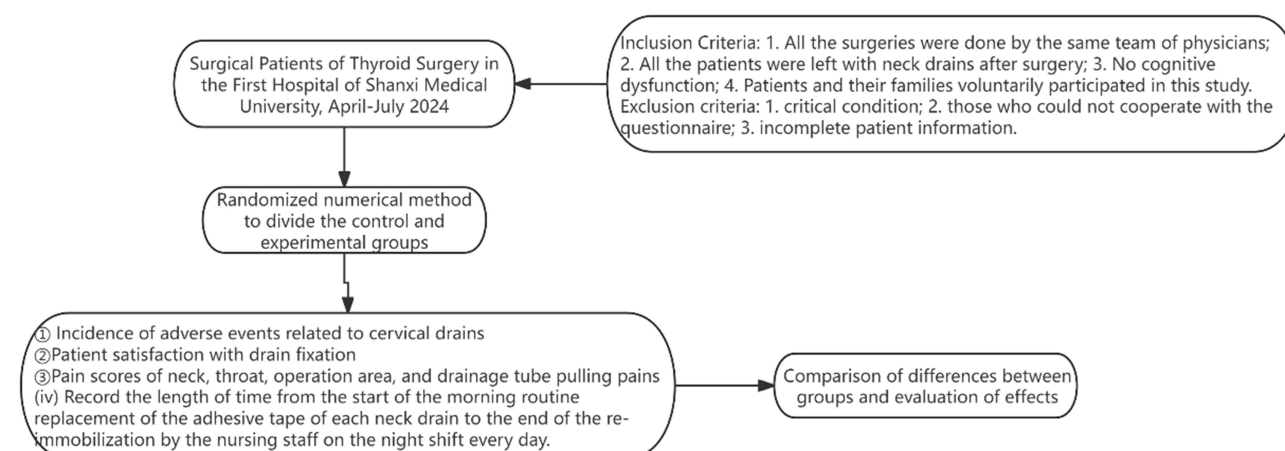 Surgical Patients of Thyroid Surgery in
the First Hospital of Shanxi Medical
University, April-July 2024
Inclusion Criteria: 1. All the surgeries were done by the same team of physicians;
2. All the patients were left with neck drains after surgery; 3. No cognitive
dysfunction; 4. Patients and their families voluntarily participated in this study.
Exclusion criteria: 1. critical condition; 2. those who could not cooperate with the
questionnaire; 3. incomplete patient information.
Randomized numerical method
to divide the control and
experimental groups
① Incidence of adverse events related to cervical drains
②Patient satisfaction with drain fixation
③Pain scores of neck, throat, operation area, and drainage tube pulling pains
(iv) Record the length of time from the start of the morning routine
replacement of the adhesive tape of each neck drain to the end of the re-
immobilization by the nursing staff on the night shift every day.
Comparison of differences between
groups and evaluation of effects